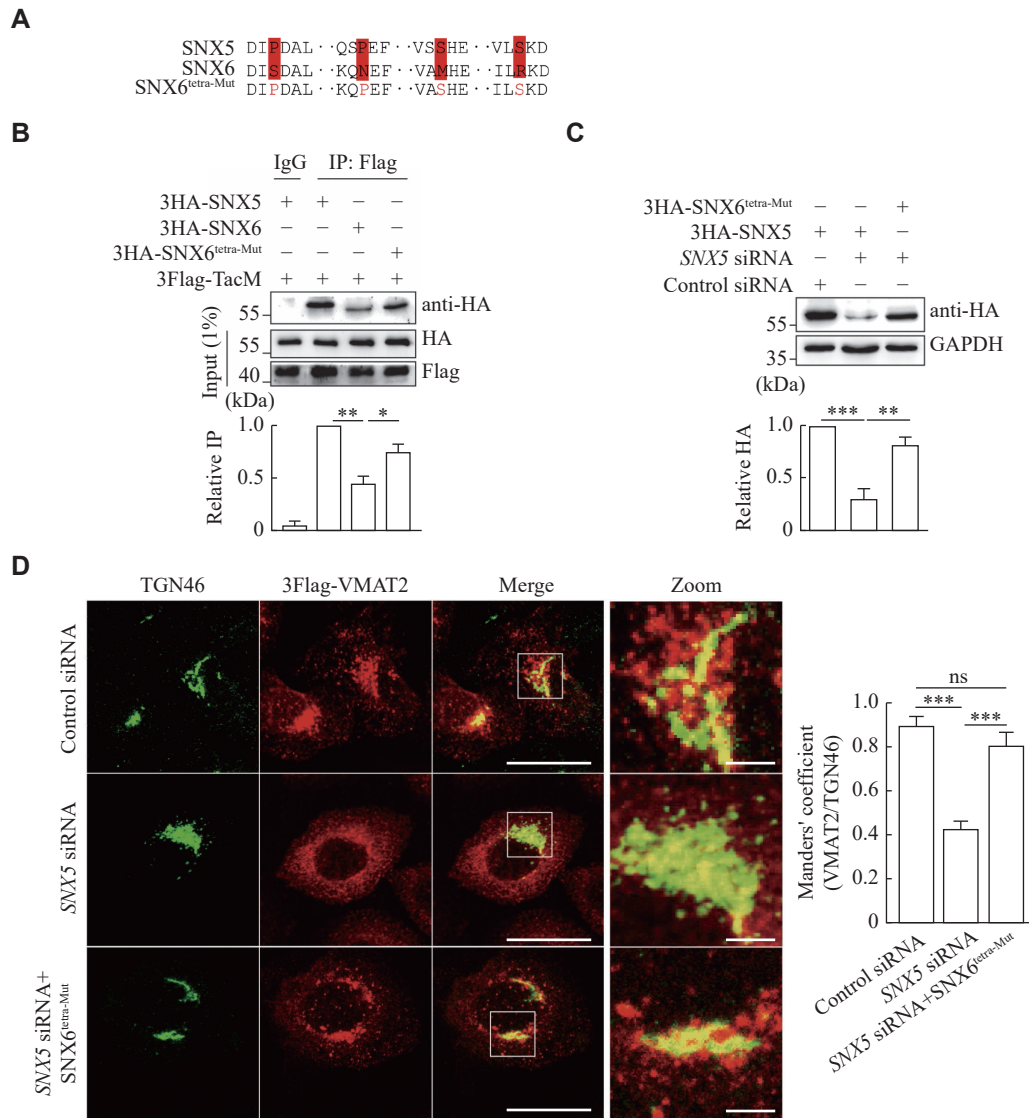 A
SNX5 DIPDAL··QSPEF··VSSHE··VLSKD
SNX6 DISDAL··KQNEF··VAMHE··ILRKD
SNX6tetra-Mut DIPDAL··KQPEF··VASHE··ILSKD
B
IgG IP: Flag
3HA-SNX5 + + − −
3HA-SNX6 − − + −
3HA-SNX6tetra-Mut − − − +
3Flag-TacM + + + +
55 anti-HA
Input (1%)
55 HA
40 Flag
(kDa)
Relative IP
1.0
0.5
0
** *
C
3HA-SNX6tetra-Mut − − +
3HA-SNX5 + + −
SNX5 siRNA − + +
Control siRNA + − −
55 anti-HA
35 GAPDH
(kDa)
Relative HA
1.0
0.5
0
*** **
D
TGN46 3Flag-VMAT2 Merge Zoom
Control siRNA
SNX5 siRNA
SNX5 siRNA+
SNX6tetra-Mut
Manders' coefficient
(VMAT2/TGN46)
1.0
0.8
0.6
0.4
0.2
0
ns
*** ***
Control siRNA
SNX5 siRNA
SNX5 siRNA+SNX6tetra-Mut